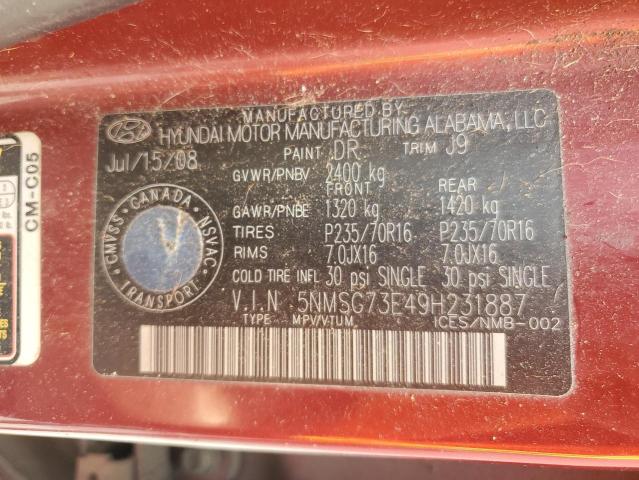 MANUFACTURED BY
HYUNDAI MOTOR MANUFACTURING ALABAMA, LLC
Jul/15/08 PAINT DR TRIM J9
GVWR/PNBV 2400 kg
FRONT REAR
GAWR/PNBE 1320 kg 1420 kg
TIRES P235/70R16 P235/70R16
RIMS 7.0JX16 7.0JX16
COLD TIRE INFL 30 psi SINGLE 30 psi SINGLE
V.I.N 5NMSG73E49H231887
TYPE MPV/VTUM ICES/NMB-002
CANADA
CMVSS NSVAC
TRANSPORT
CM-C05